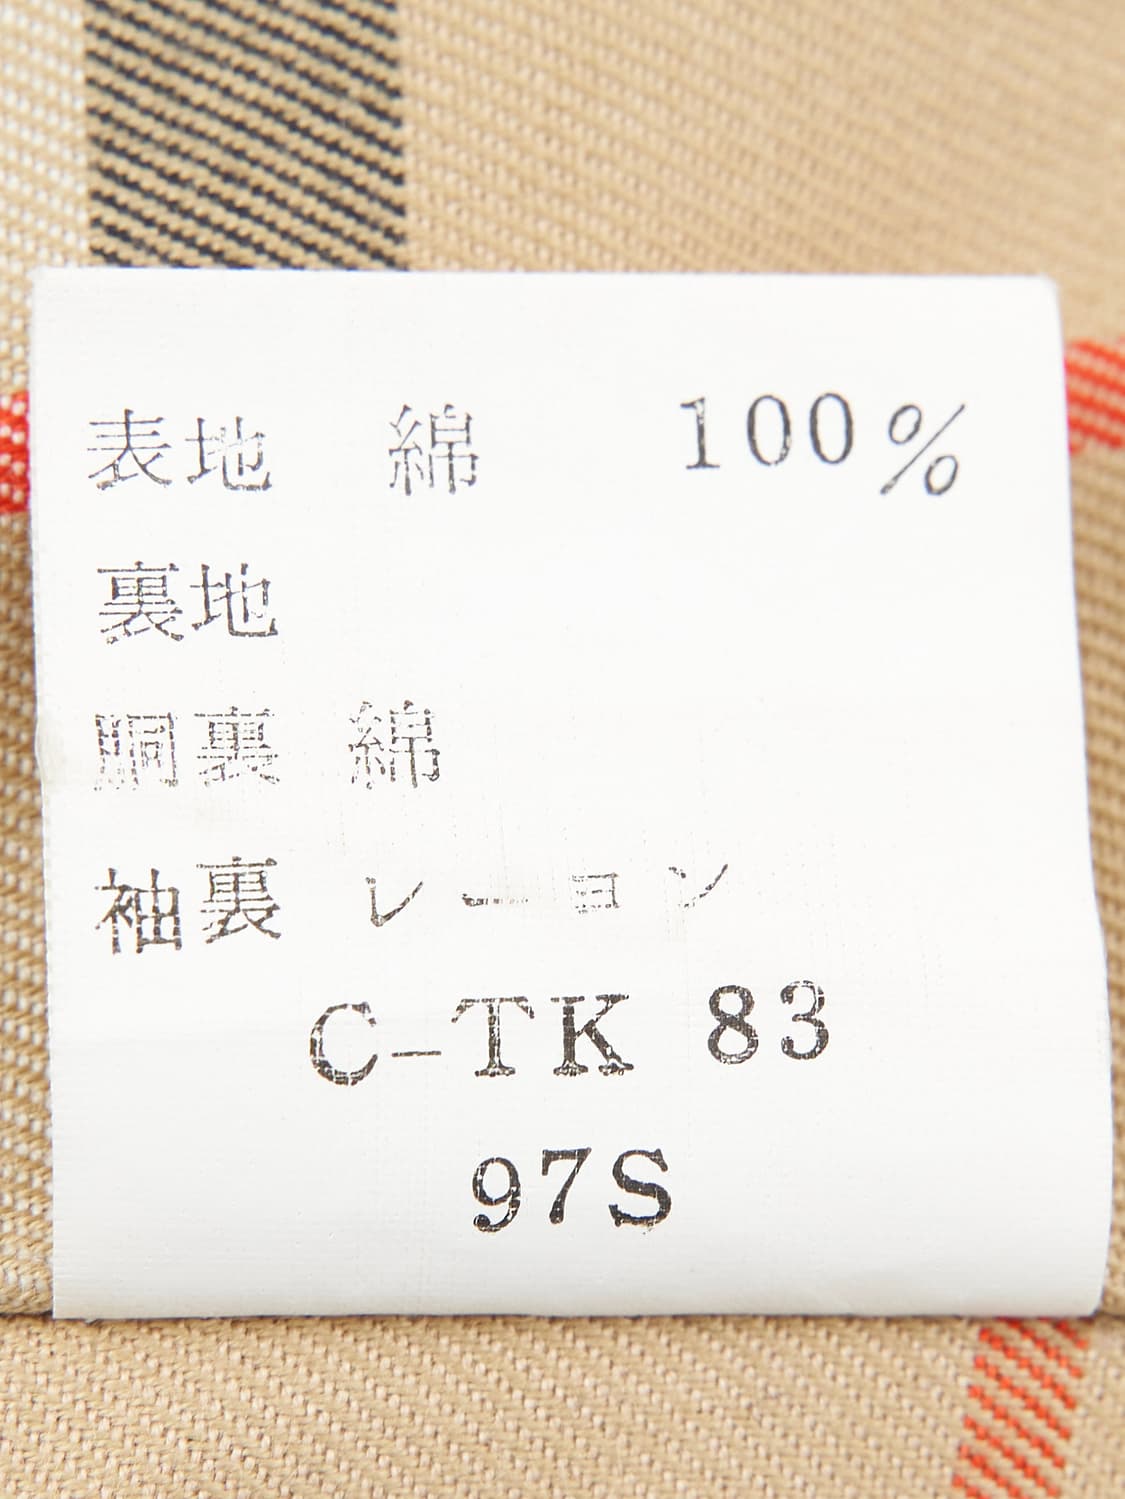 表地 綿 100%
裏地
胴裏 綿
袖裏 レーヨン
C-TK 83
97S